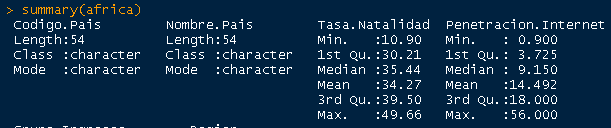 > summary(africa)
Codigo.Pais Nombre.Pais Tasa.Natalidad Penetracion.Internet
Length:54 Length:54 Min. :10.90 Min. : 0.900
Class :character Class :character 1st Qu.:30.21 1st Qu.: 3.725
Mode :character Mode :character Median :35.44 Median : 9.150
Mean :34.27 Mean :14.492
3rd Qu.:39.50 3rd Qu.:18.000
Max. :49.66 Max. :56.000